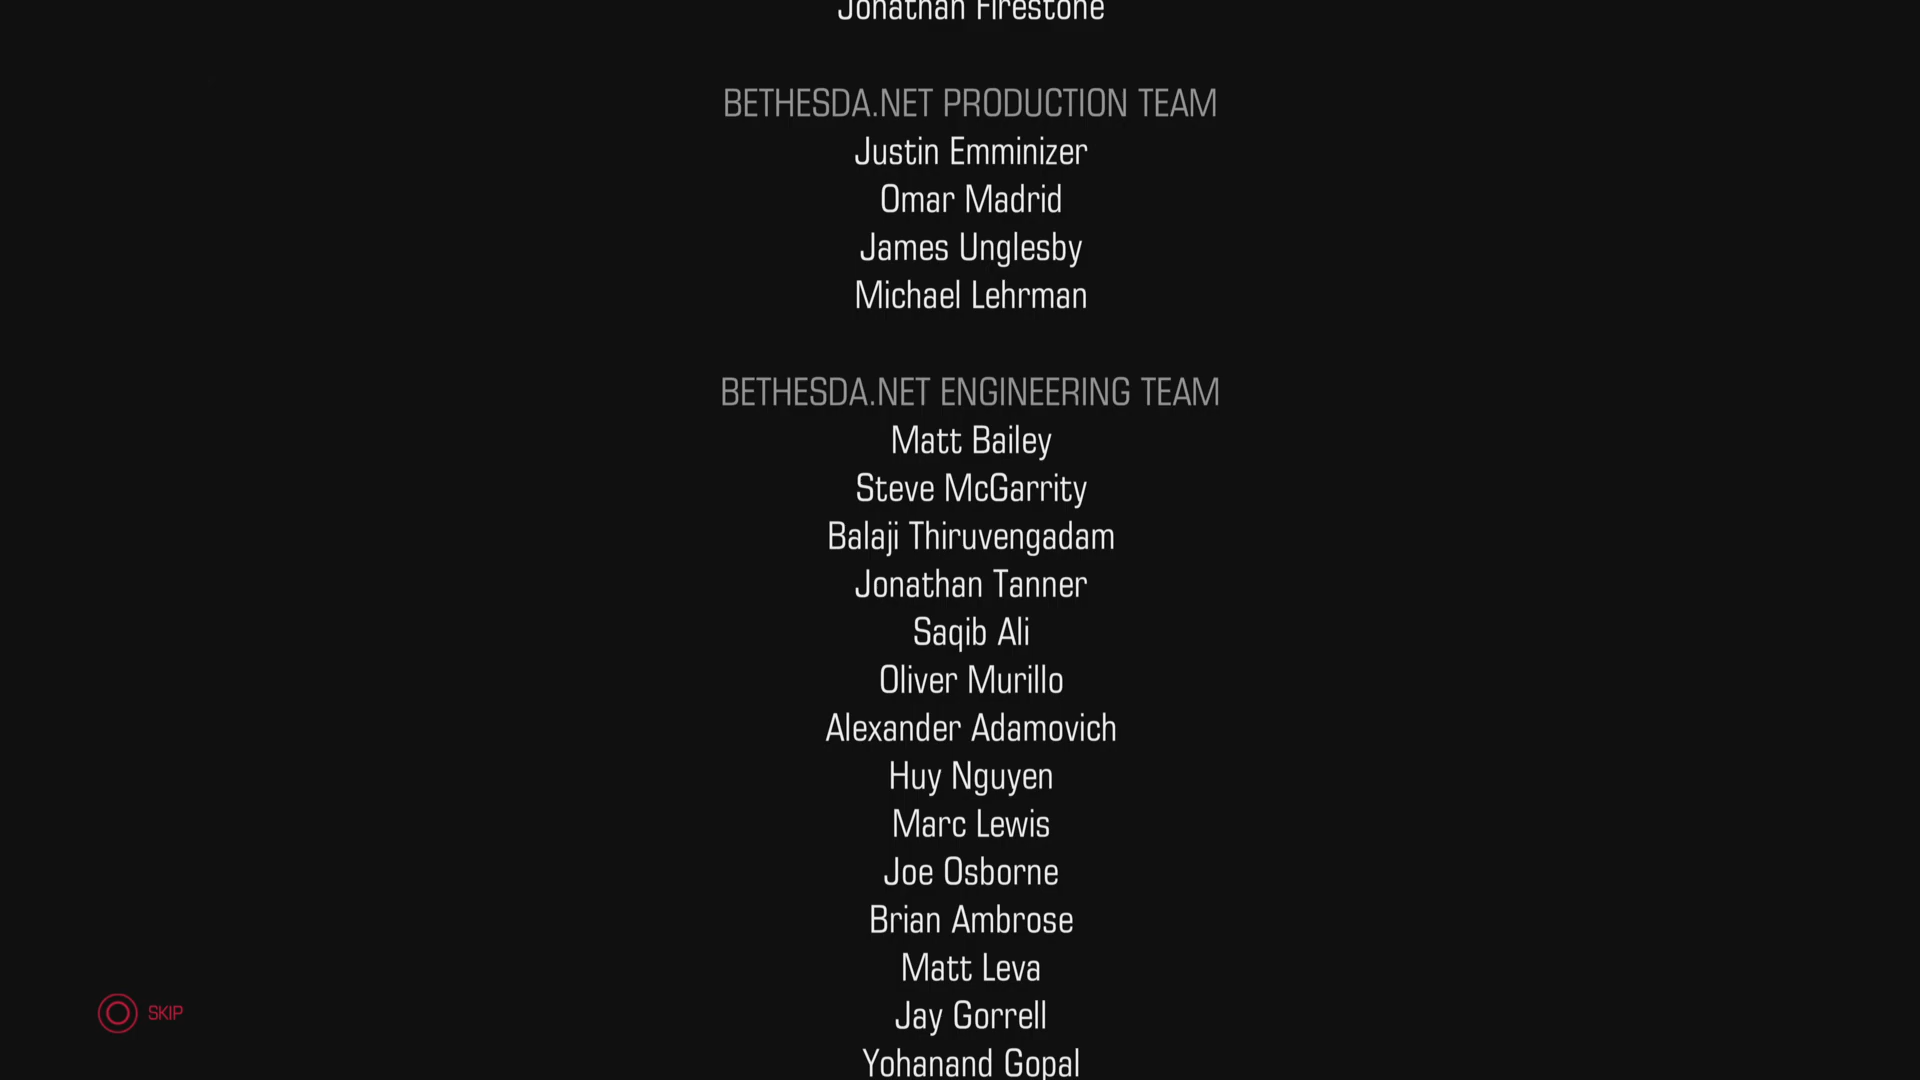 Jonathan Firestone
BETHESDA.NET PRODUCTION TEAM
Justin Emminizer
Omar Madrid
James Unglesby
Michael Lehrman
BETHESDA.NET ENGINEERING TEAM
Matt Bailey
Steve McGarrity
Balaji Thiruvengadam
Jonathan Tanner
Saqib Ali
Oliver Murillo
Alexander Adamovich
Huy Nguyen
Marc Lewis
Joe Osborne
Brian Ambrose
Matt Leva
Jay Gorrell
Yohanand Gopal
SKIP